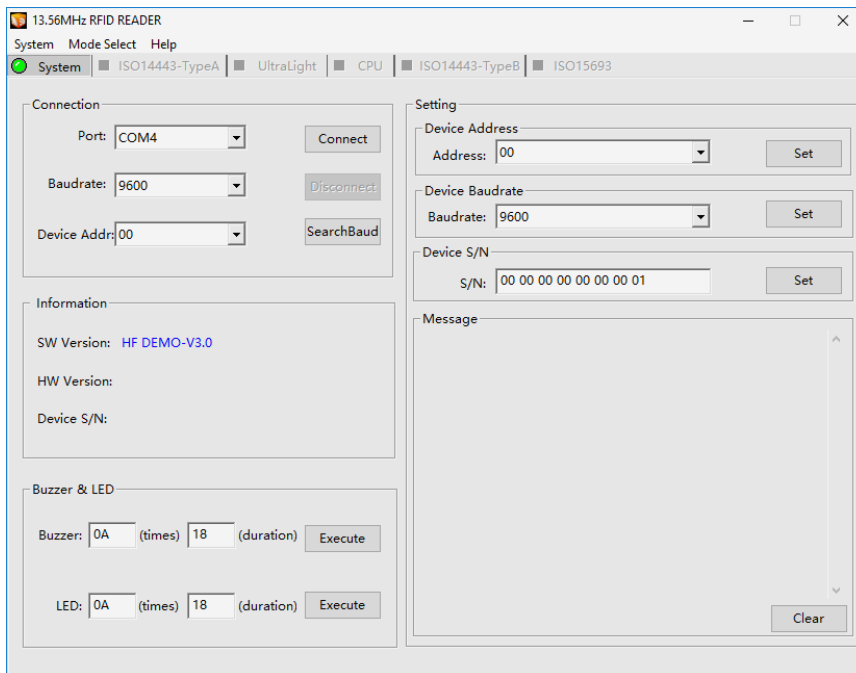 13.56MHz RFID READER
System Mode Select Help
System ISO14443-TypeA UltraLight CPU ISO14443-TypeB ISO15693
Connection
Port: COM4 Connect
Baudrate: 9600 Disconnect
Device Addr: 00 SearchBaud
Information
SW Version: HF DEMO-V3.0
HW Version:
Device S/N:
Buzzer & LED
Buzzer: 0A (times) 18 (duration) Execute
LED: 0A (times) 18 (duration) Execute
Setting
Device Address
Address: 00 Set
Device Baudrate
Baudrate: 9600 Set
Device S/N
S/N: 00 00 00 00 00 00 00 01 Set
Message
Clear